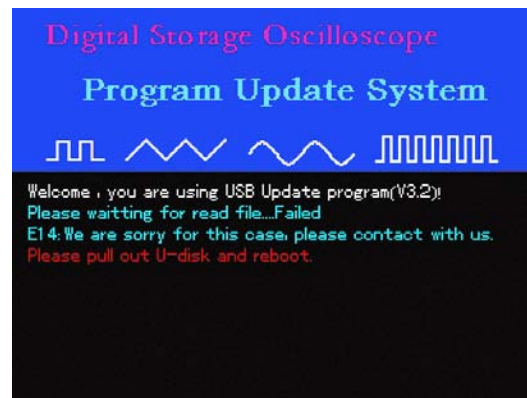 Digital Storage Oscilloscope
Program Update System
Welcome , you are using USB Update program(V3.2)!
Please waitting for read file...Failed
E14:We are sorry for this case, please contact with us.
Please pull out U-disk and reboot.